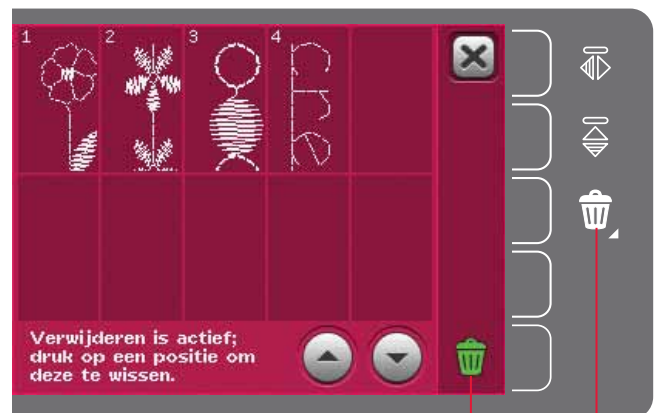 1 2 3 4
Verwijderen is actief;
druk op een positie om
deze te wissen.